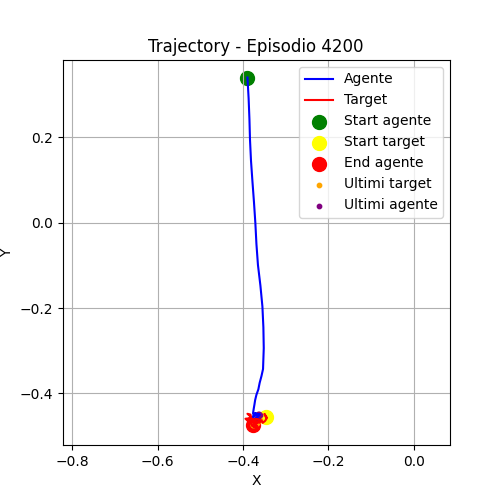 Trajectory - Episodio 4200
Agente
Target
Start agente
Start target
End agente
Ultimi target
Ultimi agente
Y
0.2
0.0
−0.2
−0.4
−0.8
−0.6
−0.4
−0.2
0.0
X